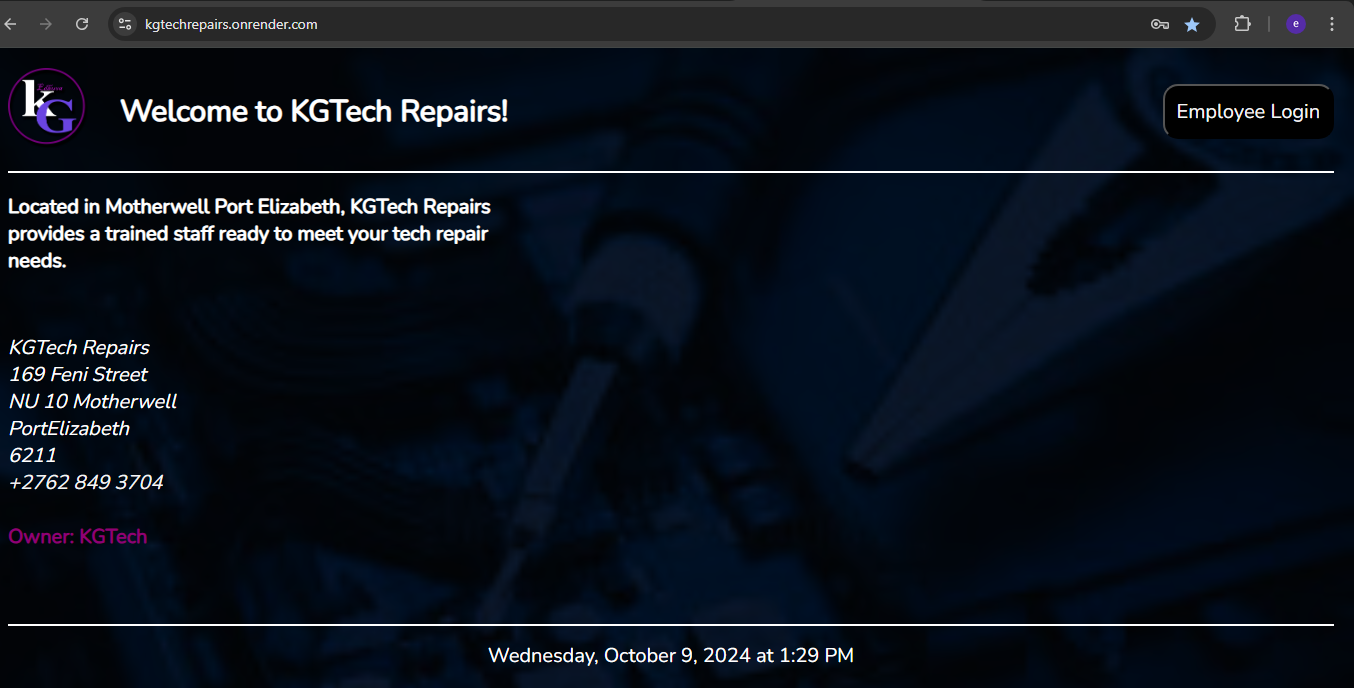 kgtechrepairs.onrender.com
e
KG
Welcome to KGTech Repairs!
Employee Login
Located in Motherwell Port Elizabeth, KGTech Repairs
provides a trained staff ready to meet your tech repair
needs.
KGTech Repairs
169 Feni Street
NU 10 Motherwell
PortElizabeth
6211
+2762 849 3704
Owner: KGTech
Wednesday, October 9, 2024 at 1:29 PM